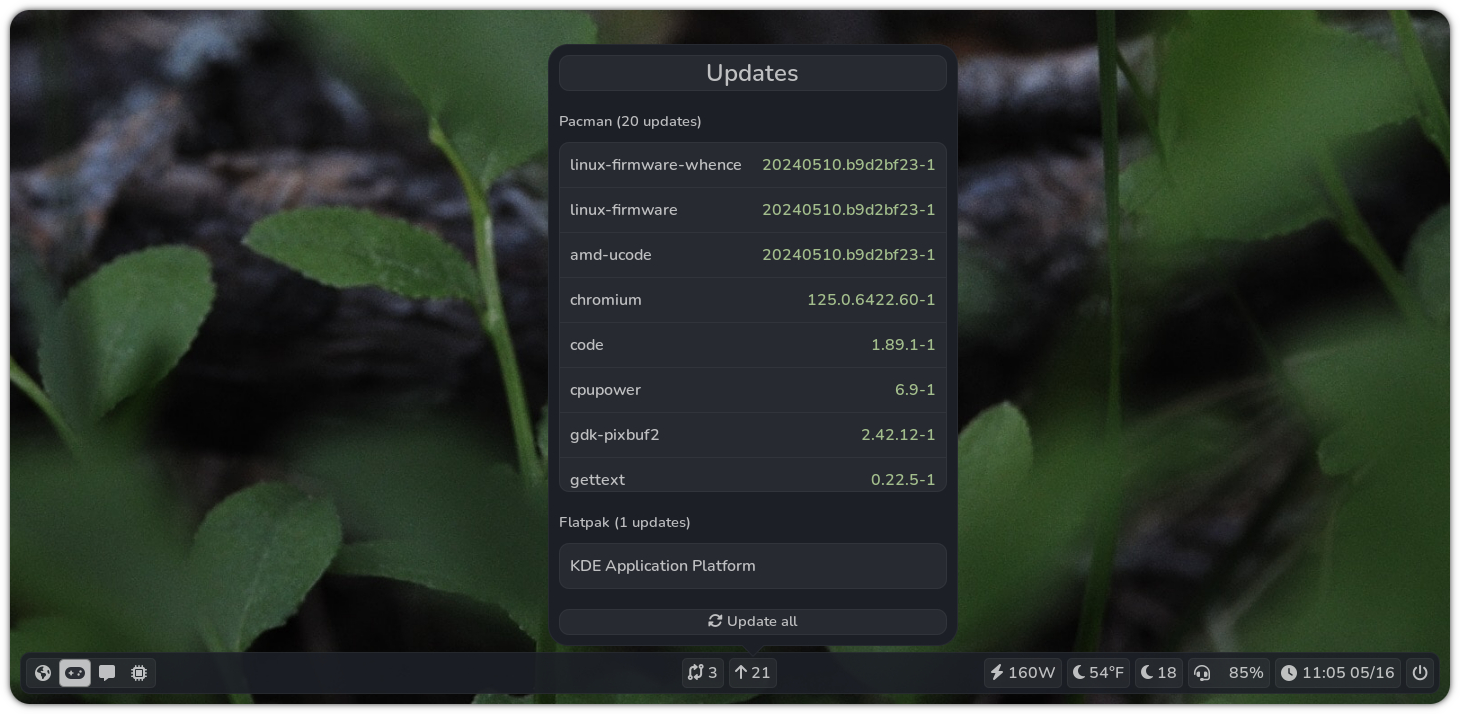 Updates
Pacman (20 updates)
linux-firmware-whence 20240510.b9d2bf23-1
linux-firmware 20240510.b9d2bf23-1
amd-ucode 20240510.b9d2bf23-1
chromium 125.0.6422.60-1
code 1.89.1-1
cpupower 6.9-1
gdk-pixbuf2 2.42.12-1
gettext 0.22.5-1
Flatpak (1 updates)
KDE Application Platform
Update all
3 21 160W 54°F 18 85% 11:05 05/16